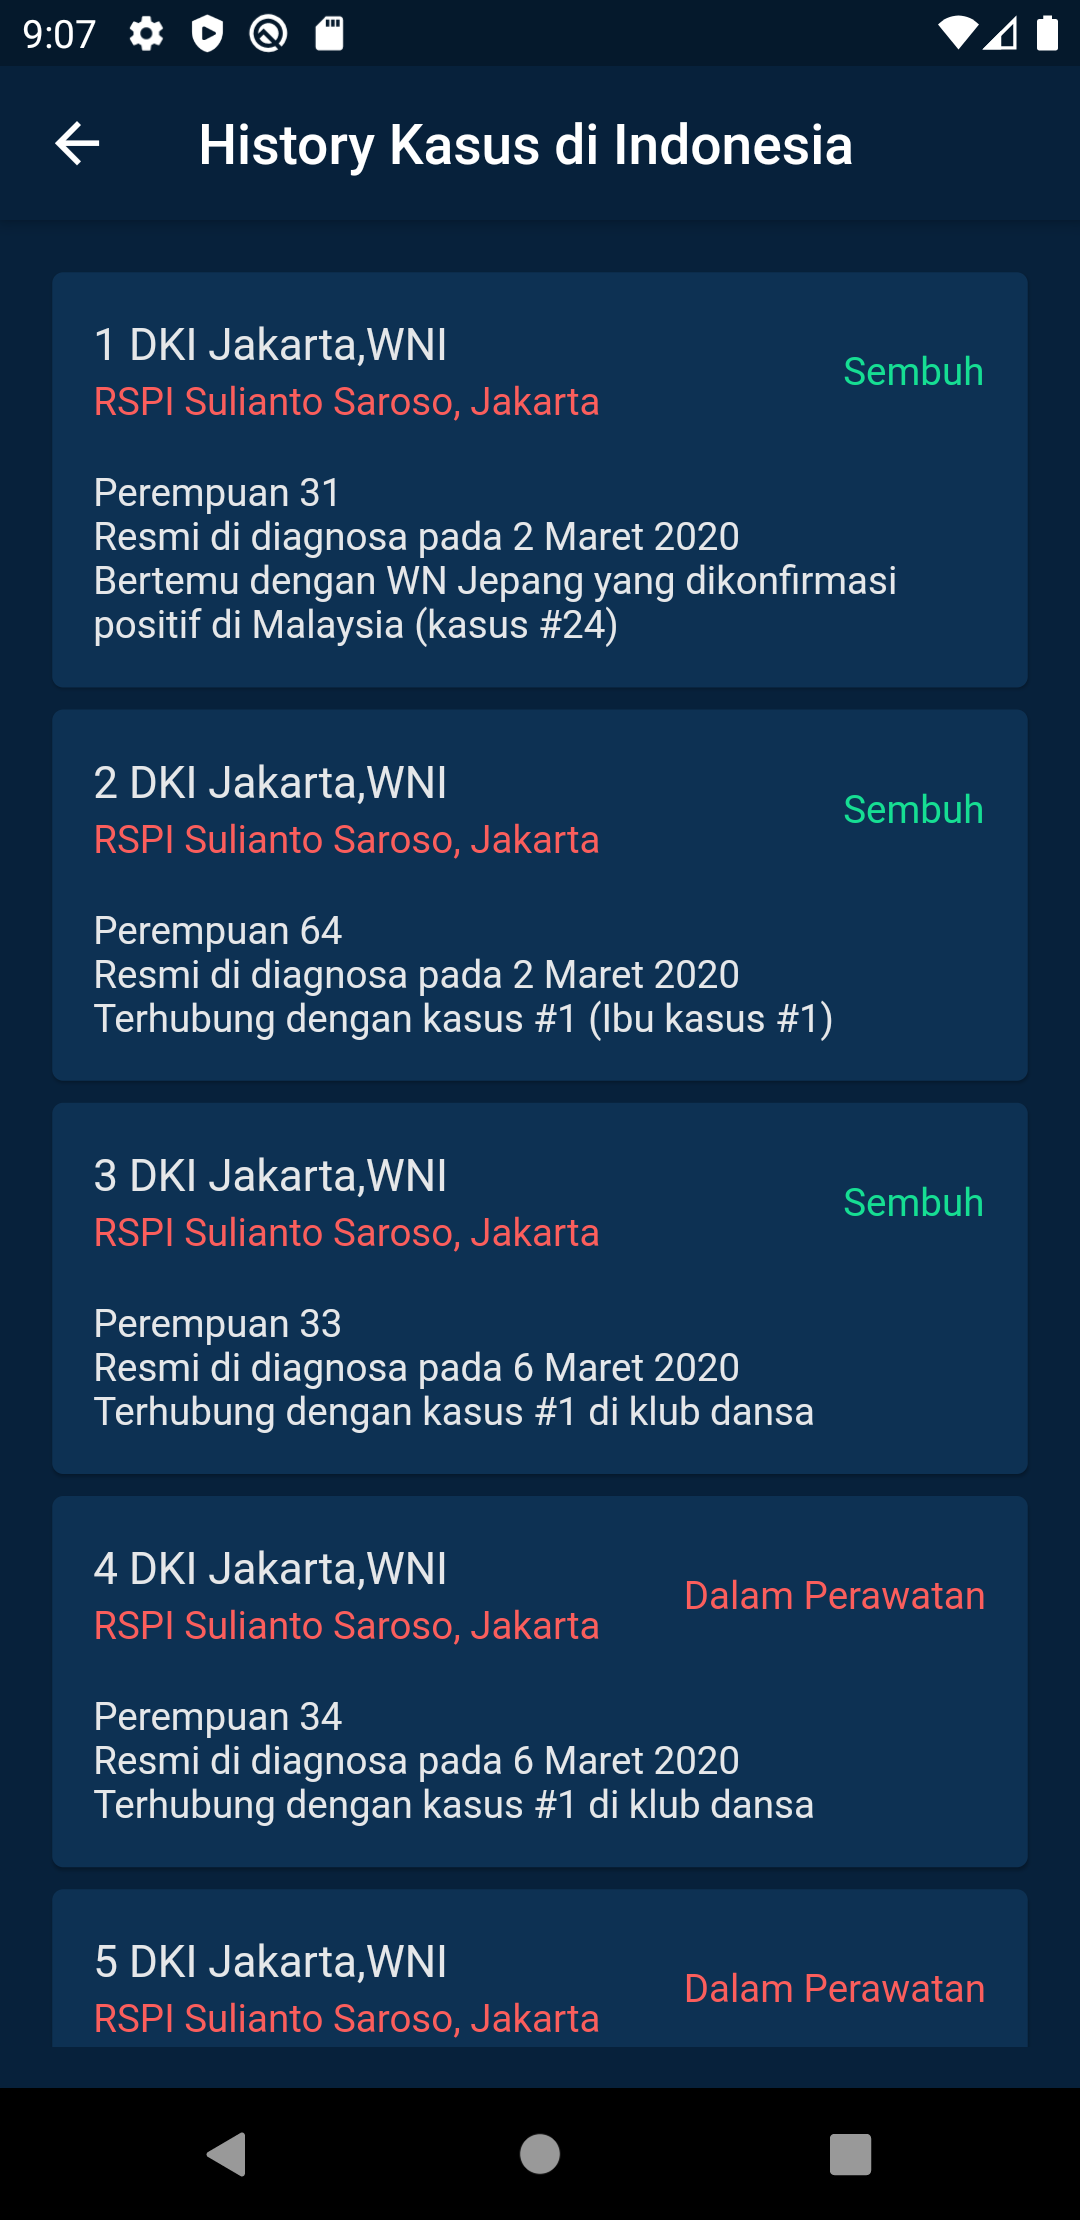 9:07
History Kasus di Indonesia
1 DKI Jakarta,WNI
Sembuh
RSPI Sulianto Saroso, Jakarta
Perempuan 31
Resmi di diagnosa pada 2 Maret 2020
Bertemu dengan WN Jepang yang dikonfirmasi
positif di Malaysia (kasus #24)
2 DKI Jakarta,WNI
Sembuh
RSPI Sulianto Saroso, Jakarta
Perempuan 64
Resmi di diagnosa pada 2 Maret 2020
Terhubung dengan kasus #1 (Ibu kasus #1)
3 DKI Jakarta,WNI
Sembuh
RSPI Sulianto Saroso, Jakarta
Perempuan 33
Resmi di diagnosa pada 6 Maret 2020
Terhubung dengan kasus #1 di klub dansa
4 DKI Jakarta,WNI
Dalam Perawatan
RSPI Sulianto Saroso, Jakarta
Perempuan 34
Resmi di diagnosa pada 6 Maret 2020
Terhubung dengan kasus #1 di klub dansa
5 DKI Jakarta,WNI
Dalam Perawatan
RSPI Sulianto Saroso, Jakarta